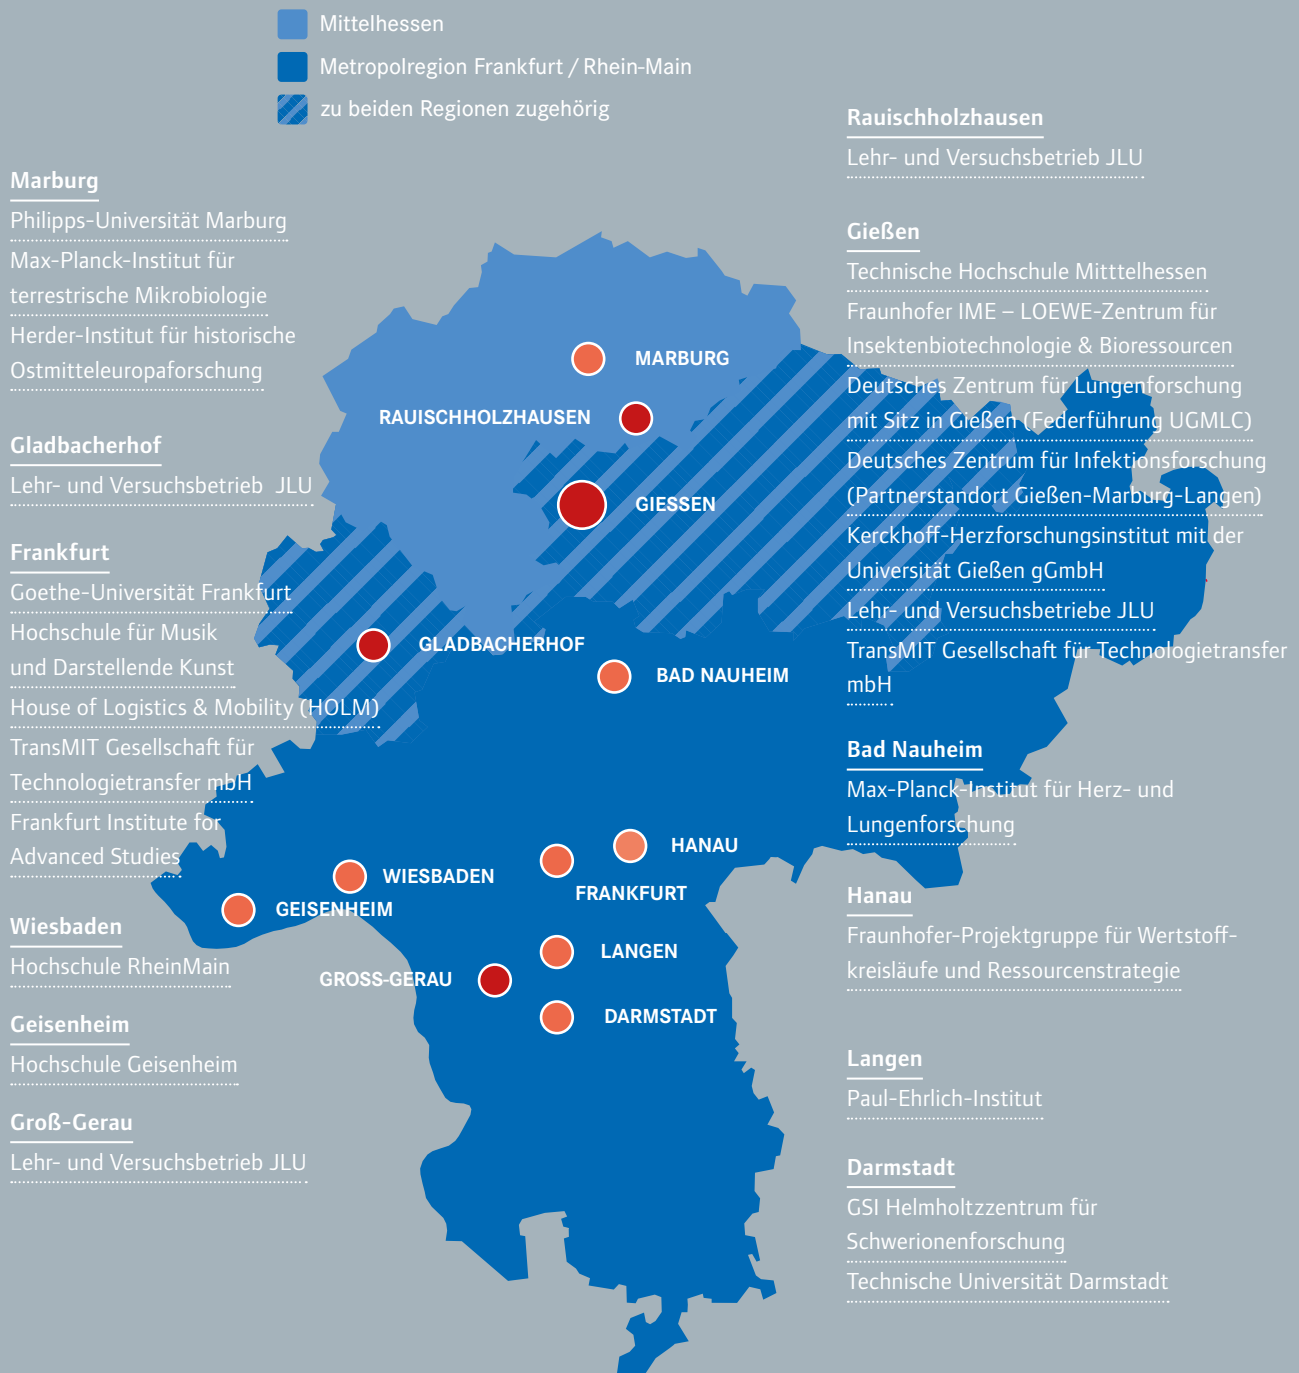 Mittelhessen
Metropolregion Frankfurt / Rhein-Main
zu beiden Regionen zugehörig
Marburg
Philipps-Universität Marburg
Max-Planck-Institut für
terrestrische Mikrobiologie
Herder-Institut für historische
Ostmitteleuropaforschung
Gladbacherhof
Lehr- und Versuchsbetrieb JLU
Frankfurt
Goethe-Universität Frankfurt
Hochschule für Musik
und Darstellende Kunst
House of Logistics & Mobility (HOLM)
TransMIT Gesellschaft für
Technologietransfer mbH
Frankfurt Institute for
Advanced Studies
Wiesbaden
Hochschule RheinMain
Geisenheim
Hochschule Geisenheim
Groß-Gerau
Lehr- und Versuchsbetrieb JLU
MARBURG
RAUISCHHOLZHAUSEN
GIESSEN
GLADBACHERHOF
BAD NAUHEIM
HANAU
WIESBADEN
FRANKFURT
GEISENHEIM
LANGEN
GROSS-GERAU
DARMSTADT
Rauischholzhausen
Lehr- und Versuchsbetrieb JLU
Gießen
Technische Hochschule Mitttelhessen
Fraunhofer IME – LOEWE-Zentrum für
Insektenbiotechnologie & Bioressourcen
Deutsches Zentrum für Lungenforschung
mit Sitz in Gießen (Federführung UGMLC)
Deutsches Zentrum für Infektionsforschung
(Partnerstandort Gießen-Marburg-Langen)
Kerckhoff-Herzforschungsinstitut mit der
Universität Gießen gGmbH
Lehr- und Versuchsbetriebe JLU
TransMIT Gesellschaft für Technologietransfer
mbH
Bad Nauheim
Max-Planck-Institut für Herz- und
Lungenforschung
Hanau
Fraunhofer-Projektgruppe für Wertstoff-
kreisläufe und Ressourcenstrategie
Langen
Paul-Ehrlich-Institut
Darmstadt
GSI Helmholtzzentrum für
Schwerionenforschung
Technische Universität Darmstadt